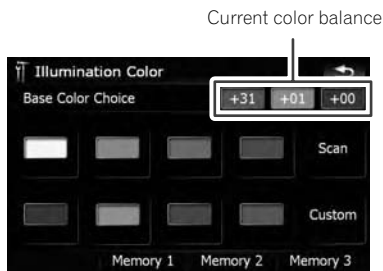 Current color balance
Illumination Color
Base Color Choice +31 +01 +00
Scan
Custom
Memory 1 Memory 2 Memory 3